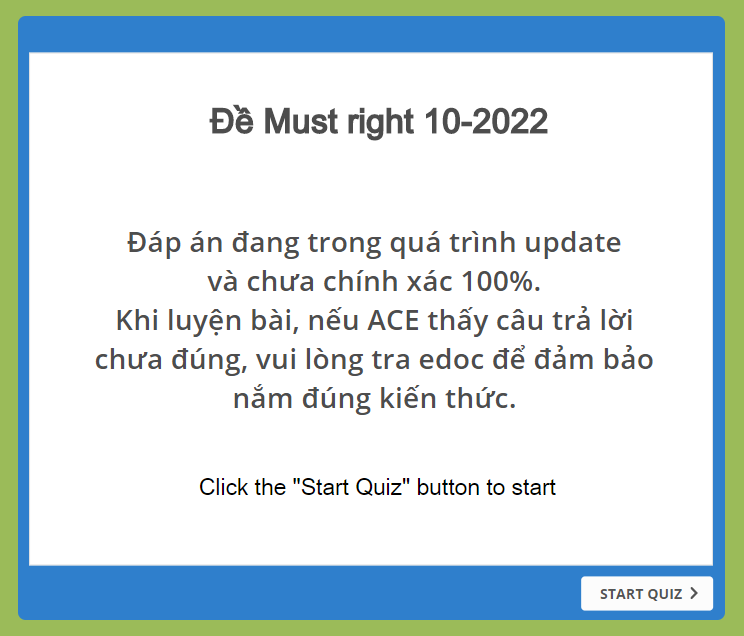 Đề Must right 10-2022
Đáp án đang trong quá trình update
và chưa chính xác 100%.
Khi luyện bài, nếu ACE thấy câu trả lời
chưa đúng, vui lòng tra edoc để đảm bảo
nắm đúng kiến thức.
Click the "Start Quiz" button to start
START QUIZ